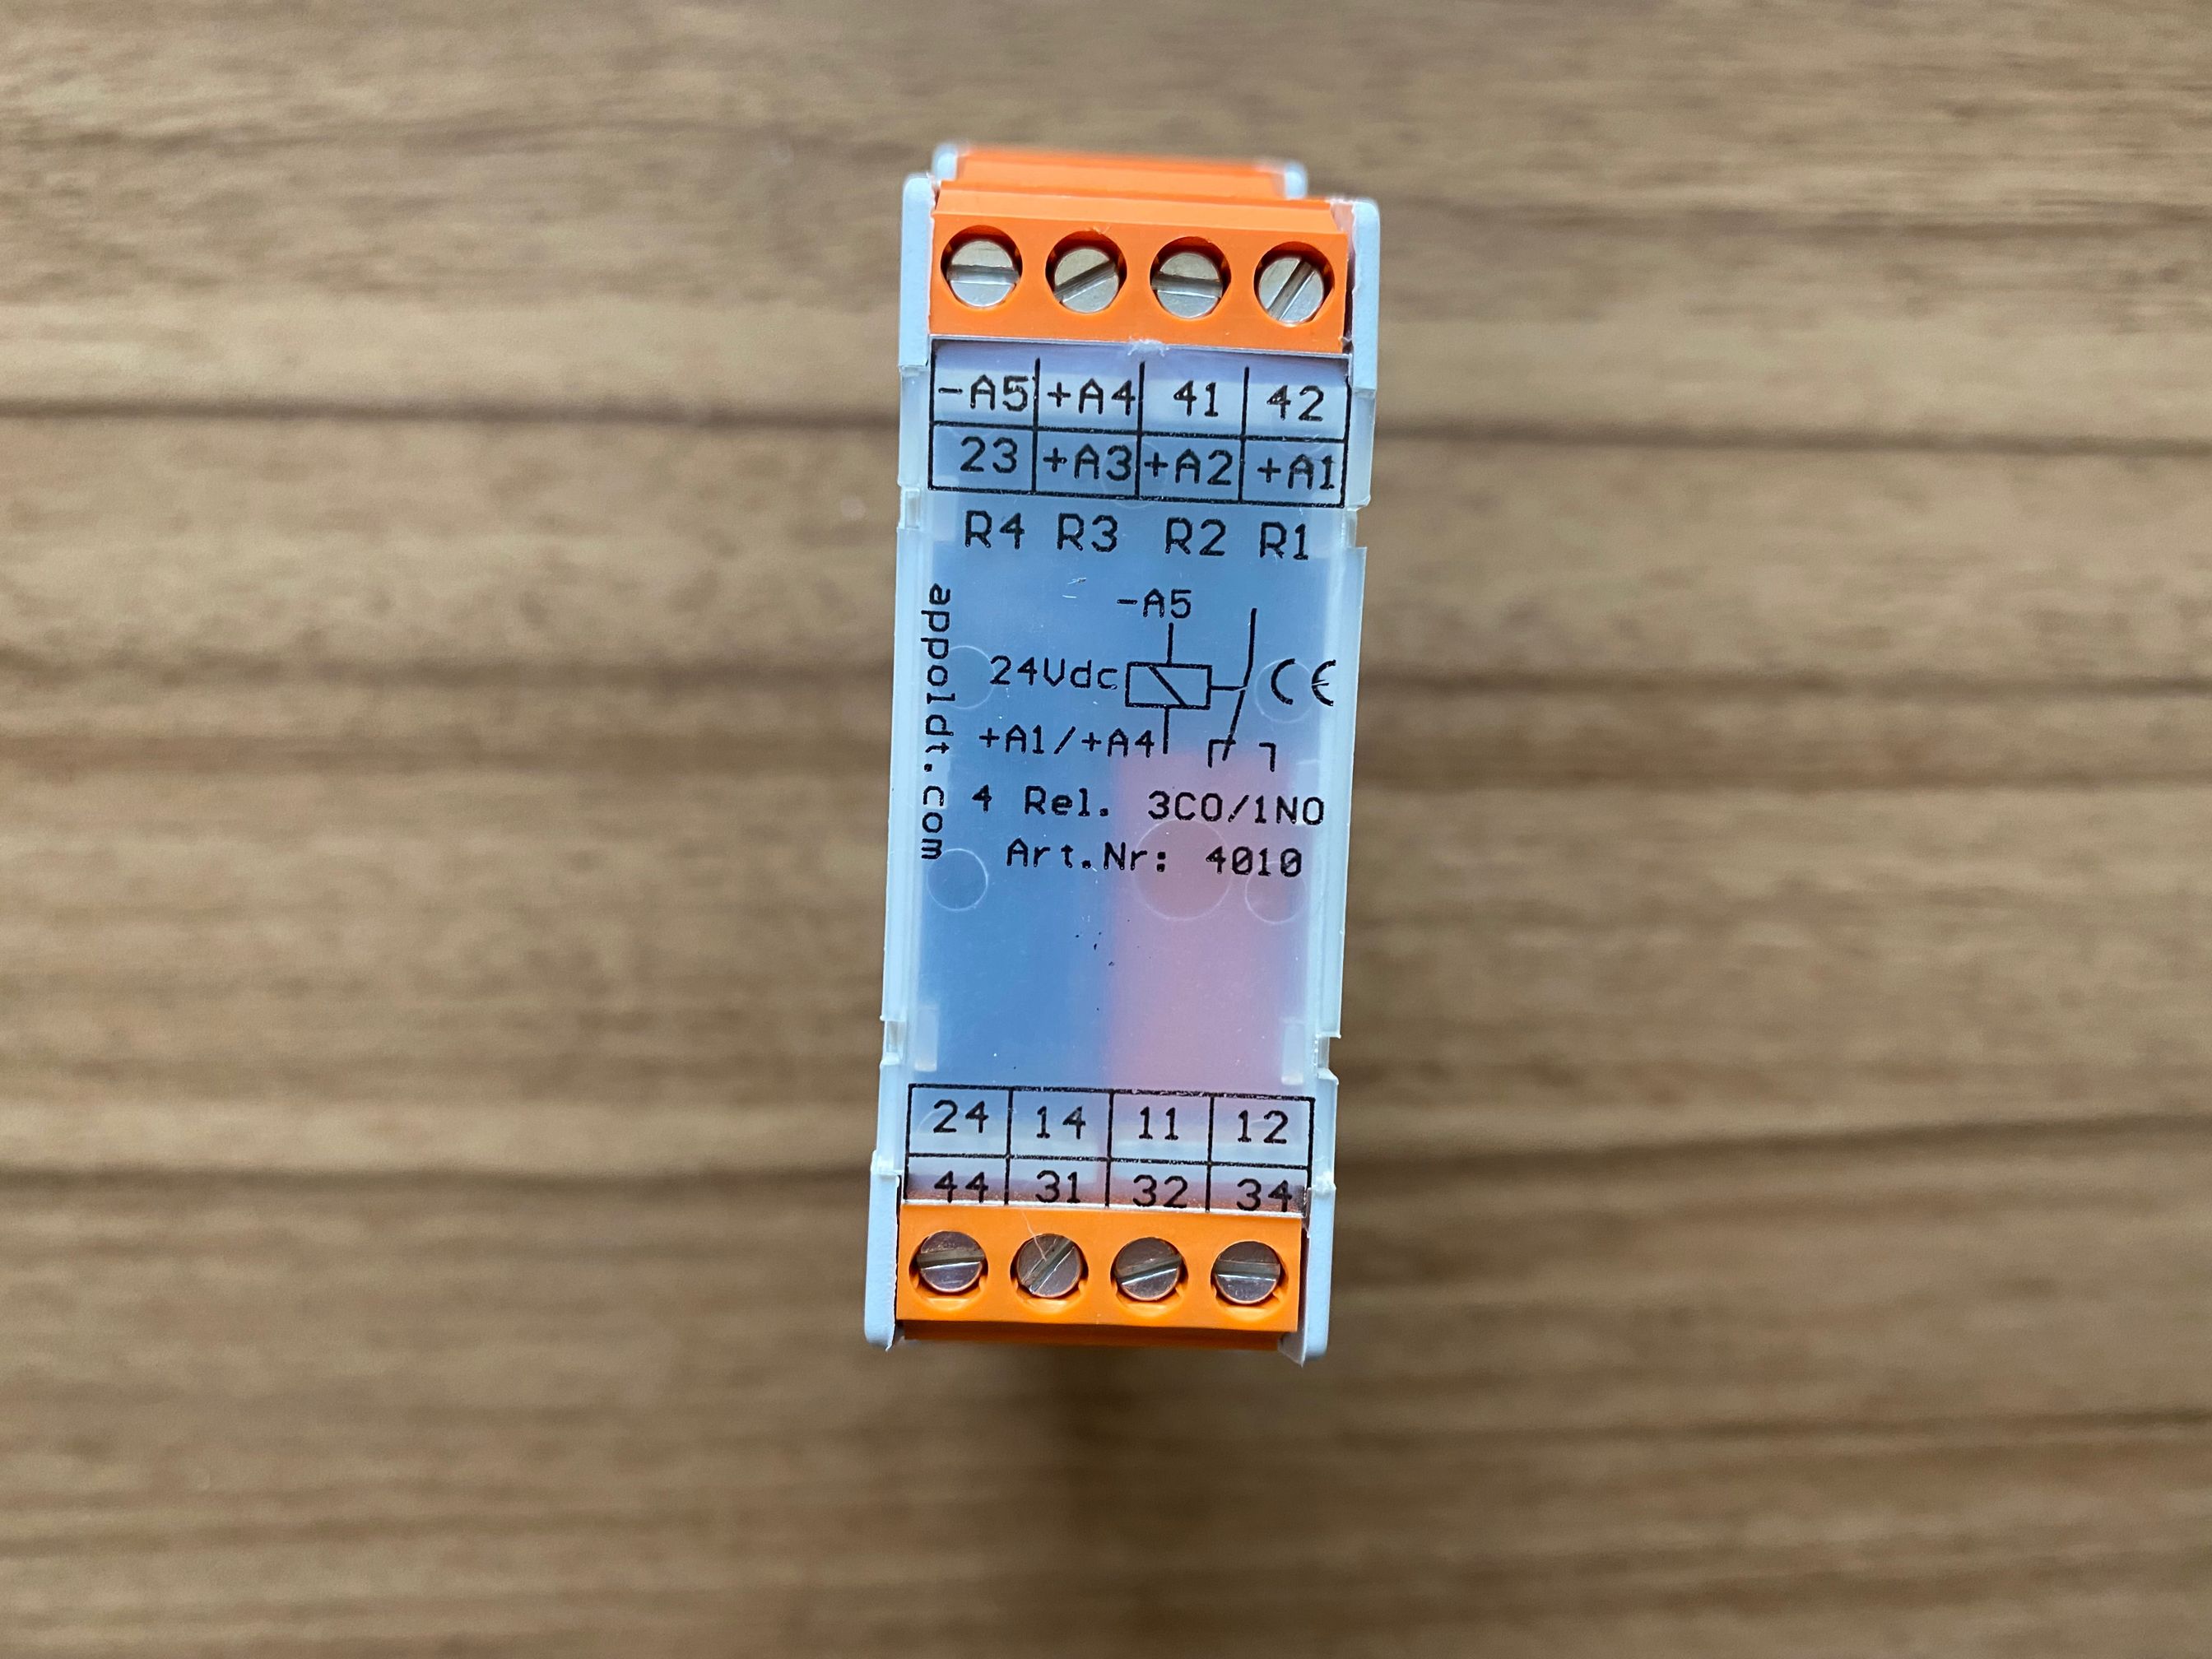 -A5 +A4 41 42
23 +A3 +A2 +A1
R4 R3 R2 R1
appoldt.com
-A5
24Vdc CE
+A1/+A4
4 Rel. 3CO/1NO
Art.Nr: 4010
24 14 11 12
44 31 32 34